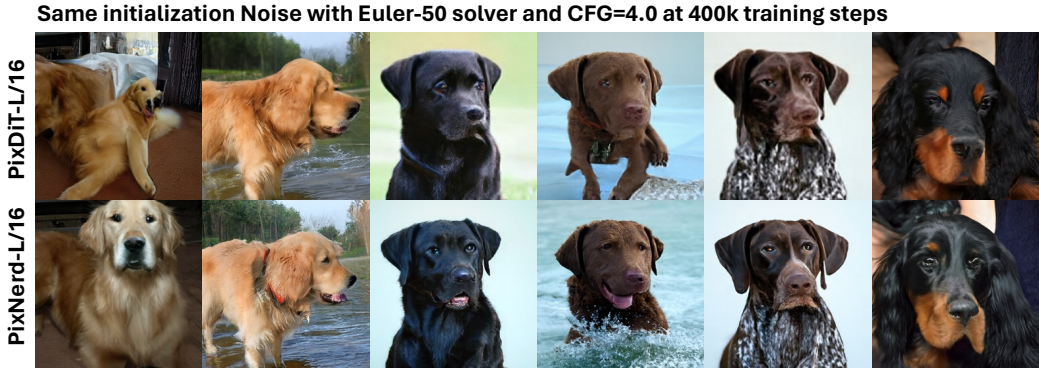 Same initialization Noise with Euler-50 solver and CFG=4.0 at 400k training steps
PixDiT-L/16
PixNerd-L/16